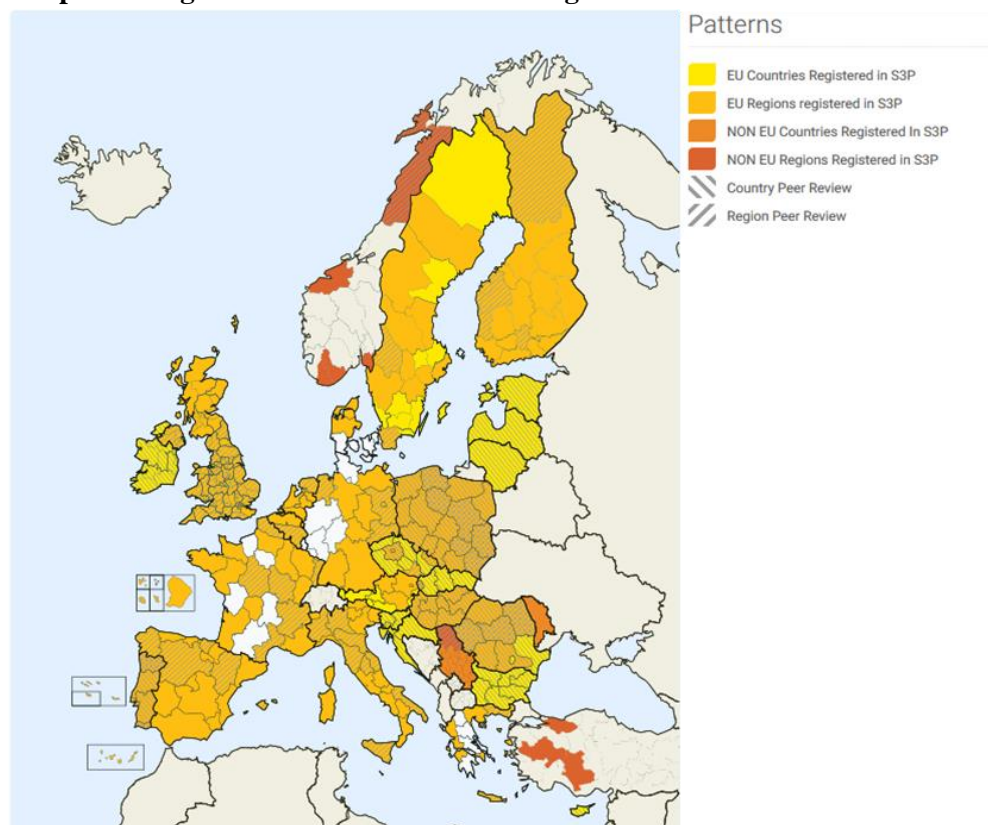 Patterns
EU Countries Registered in S3P
EU Regions registered in S3P
NON EU Countries Registered In S3P
NON EU Regions Registered in S3P
Country Peer Review
Region Peer Review